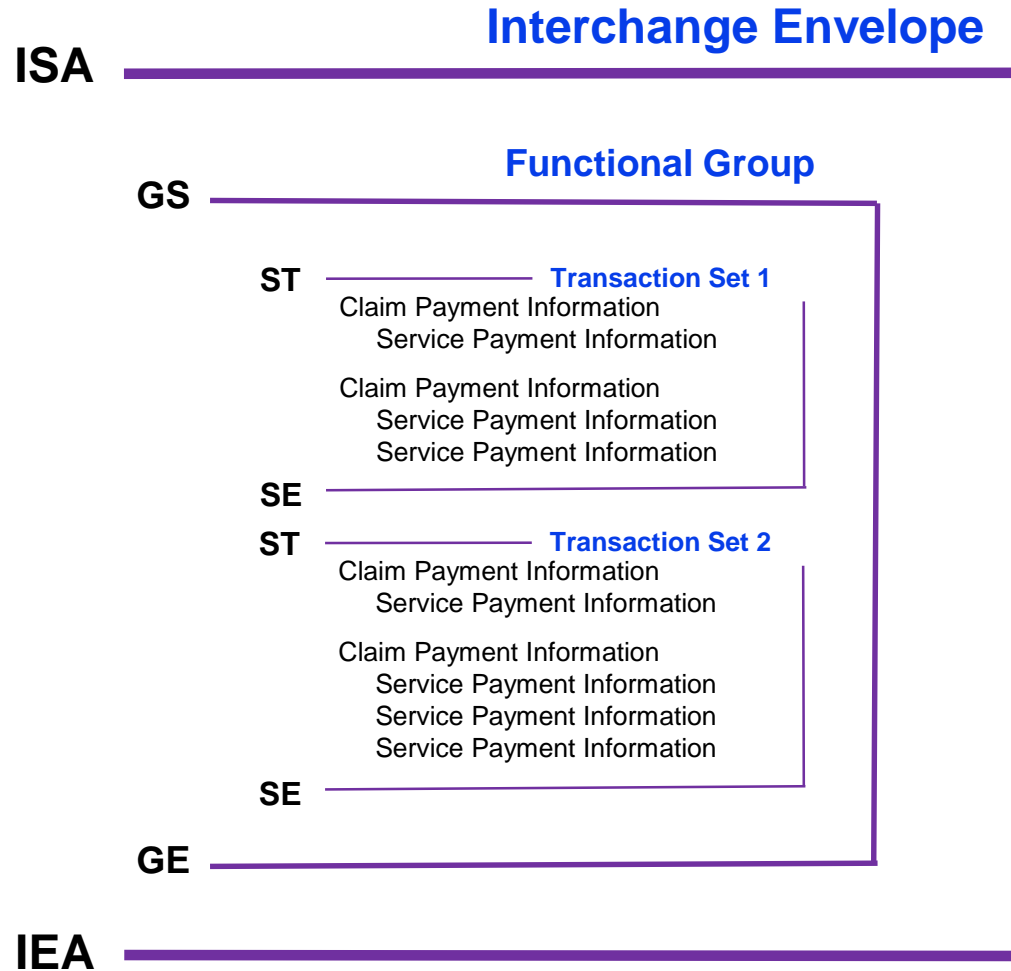 Interchange Envelope
ISA
Functional Group
GS
ST Transaction Set 1
Claim Payment Information
Service Payment Information
Claim Payment Information
Service Payment Information
Service Payment Information
SE
ST Transaction Set 2
Claim Payment Information
Service Payment Information
Claim Payment Information
Service Payment Information
Service Payment Information
Service Payment Information
SE
GE
IEA